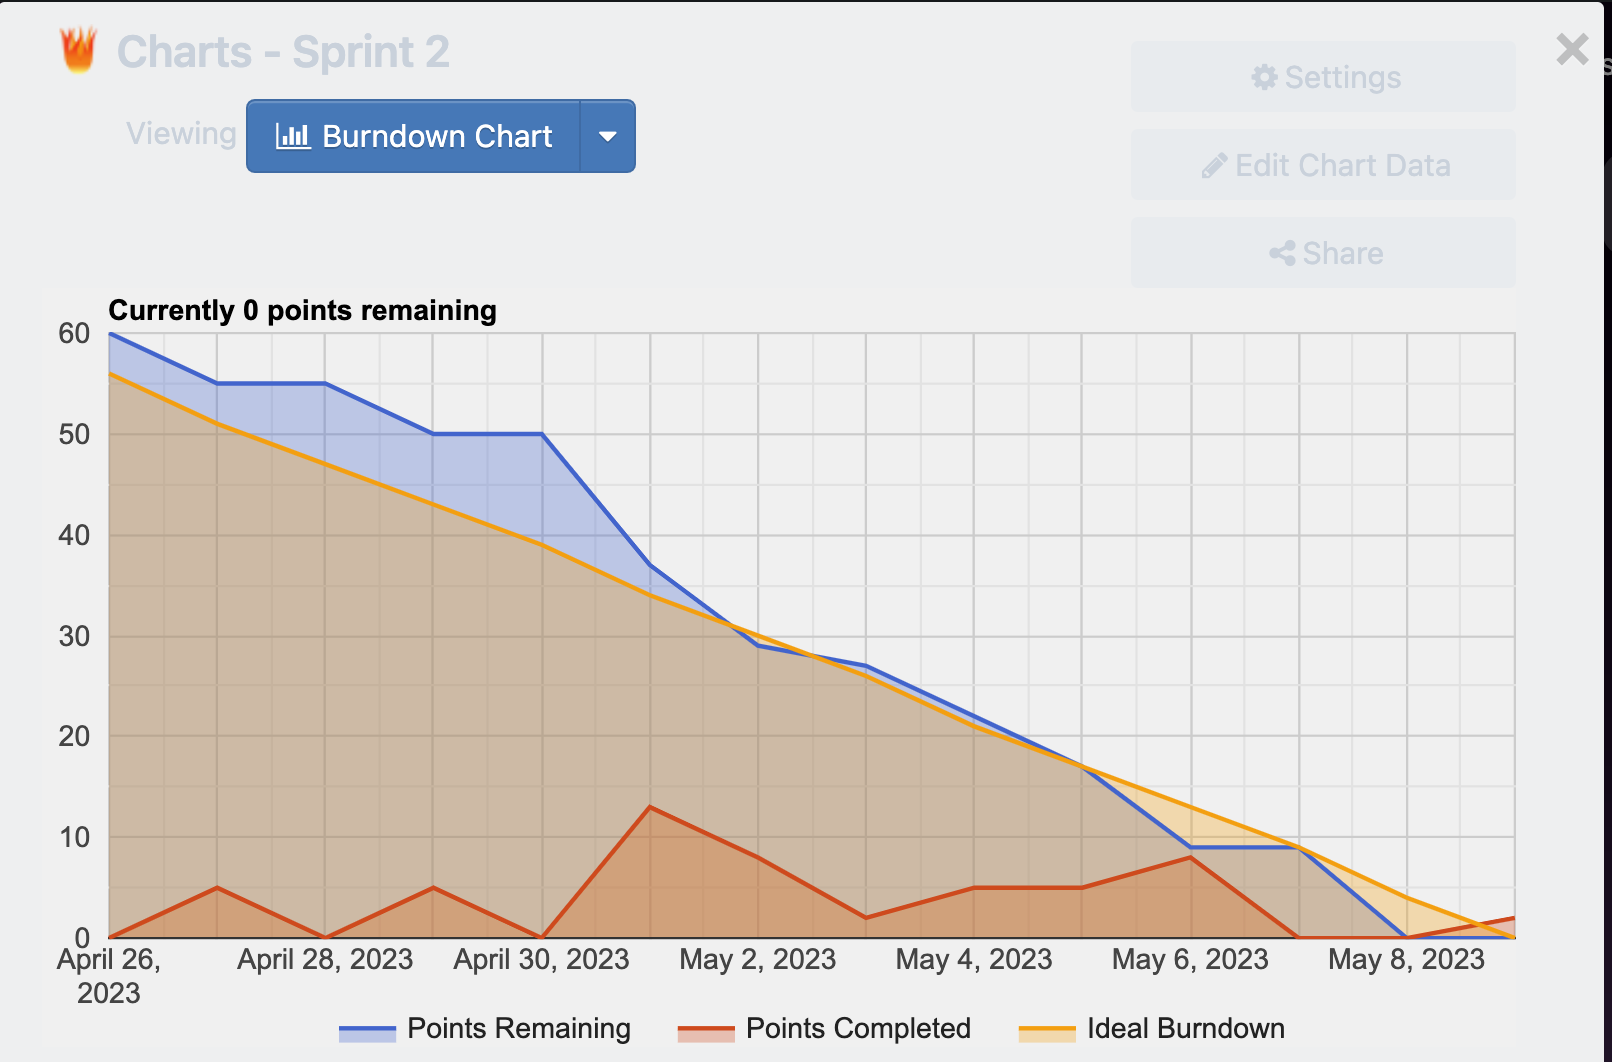 Charts - Sprint 2
Settings
Viewing
Burndown Chart
Edit Chart Data
Share
Currently 0 points remaining
60
50
40
30
20
10
0
April 26,
2023
April 28, 2023
April 30, 2023
May 2, 2023
May 4, 2023
May 6, 2023
May 8, 2023
Points Remaining
Points Completed
Ideal Burndown